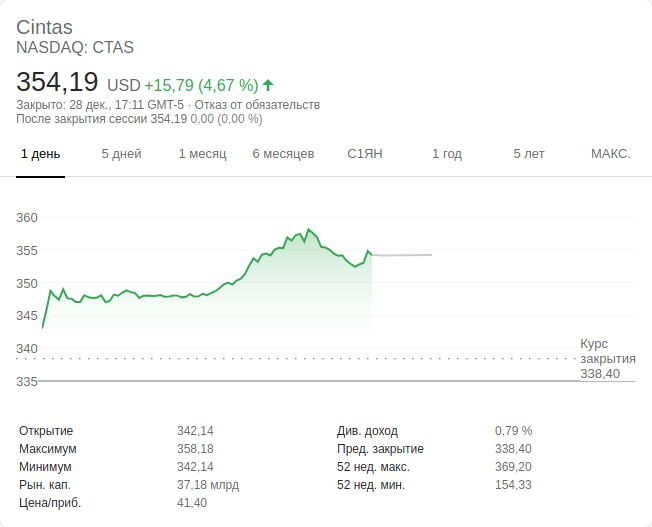 Cintas
NASDAQ: CTAS
354,19 USD +15,79 (4,67 %)
Закрыто: 28 дек., 17:11 GMT-5 · Отказ от обязательств
После закрытия сессии 354,19 0,00 (0,00 %)
1 день 5 дней 1 месяц 6 месяцев С1ЯН 1 год 5 лет МАКС.
360
355
350
345
340
335
Курс
закрытия
338,40
Открытие 342,14 Див. доход 0,79 %
Максимум 358,18 Пред. закрытие 338,40
Минимум 342,14 52 нед. макс. 369,20
Рын. кап. 37,18 млрд 52 нед. мин. 154,33
Цена/приб. 41,40